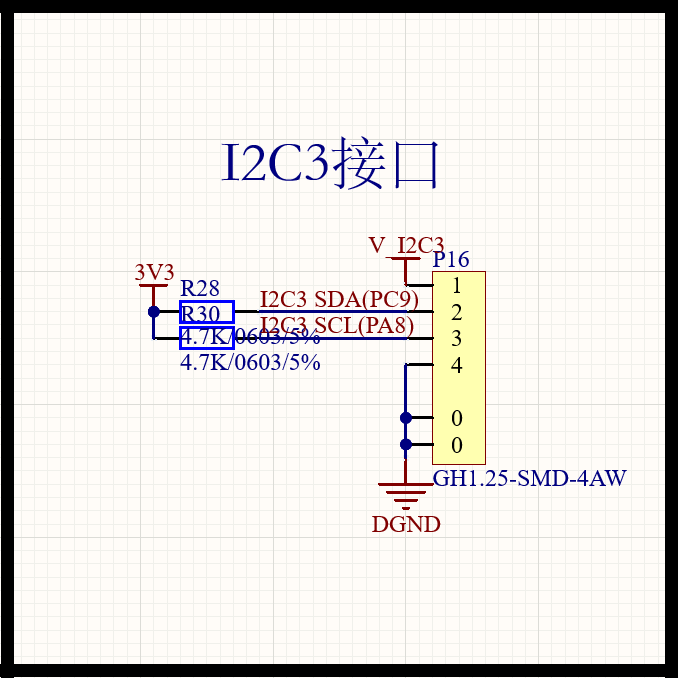 I2C3接口
V_I2C3
P16
3V3
R28
I2C3 SDA(PC9)
R30
I2C3 SCL(PA8)
4.7K/0603/5%
4.7K/0603/5%
1
2
3
4
0
0
GH1.25-SMD-4AW
DGND